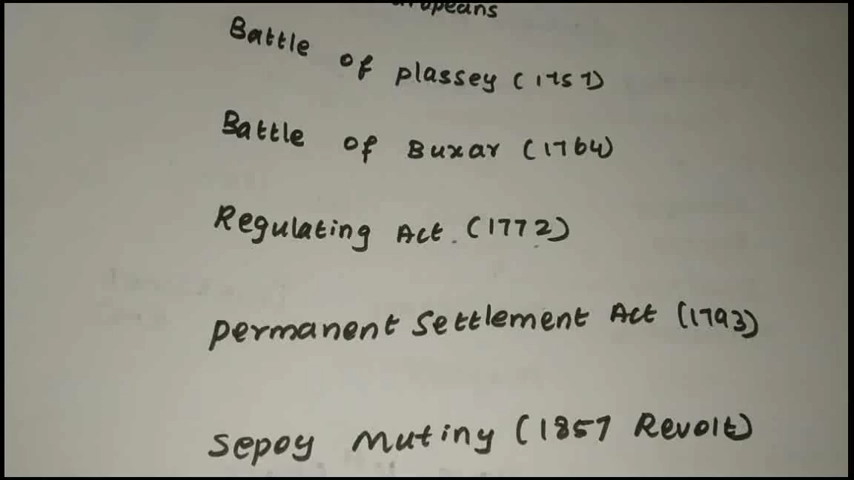 Battle of Plassey (1757)
Battle of Buxar (1764)
Regulating Act. (1772)
Permanent Settlement Act (1793)
Sepoy Mutiny (1857 Revolt)